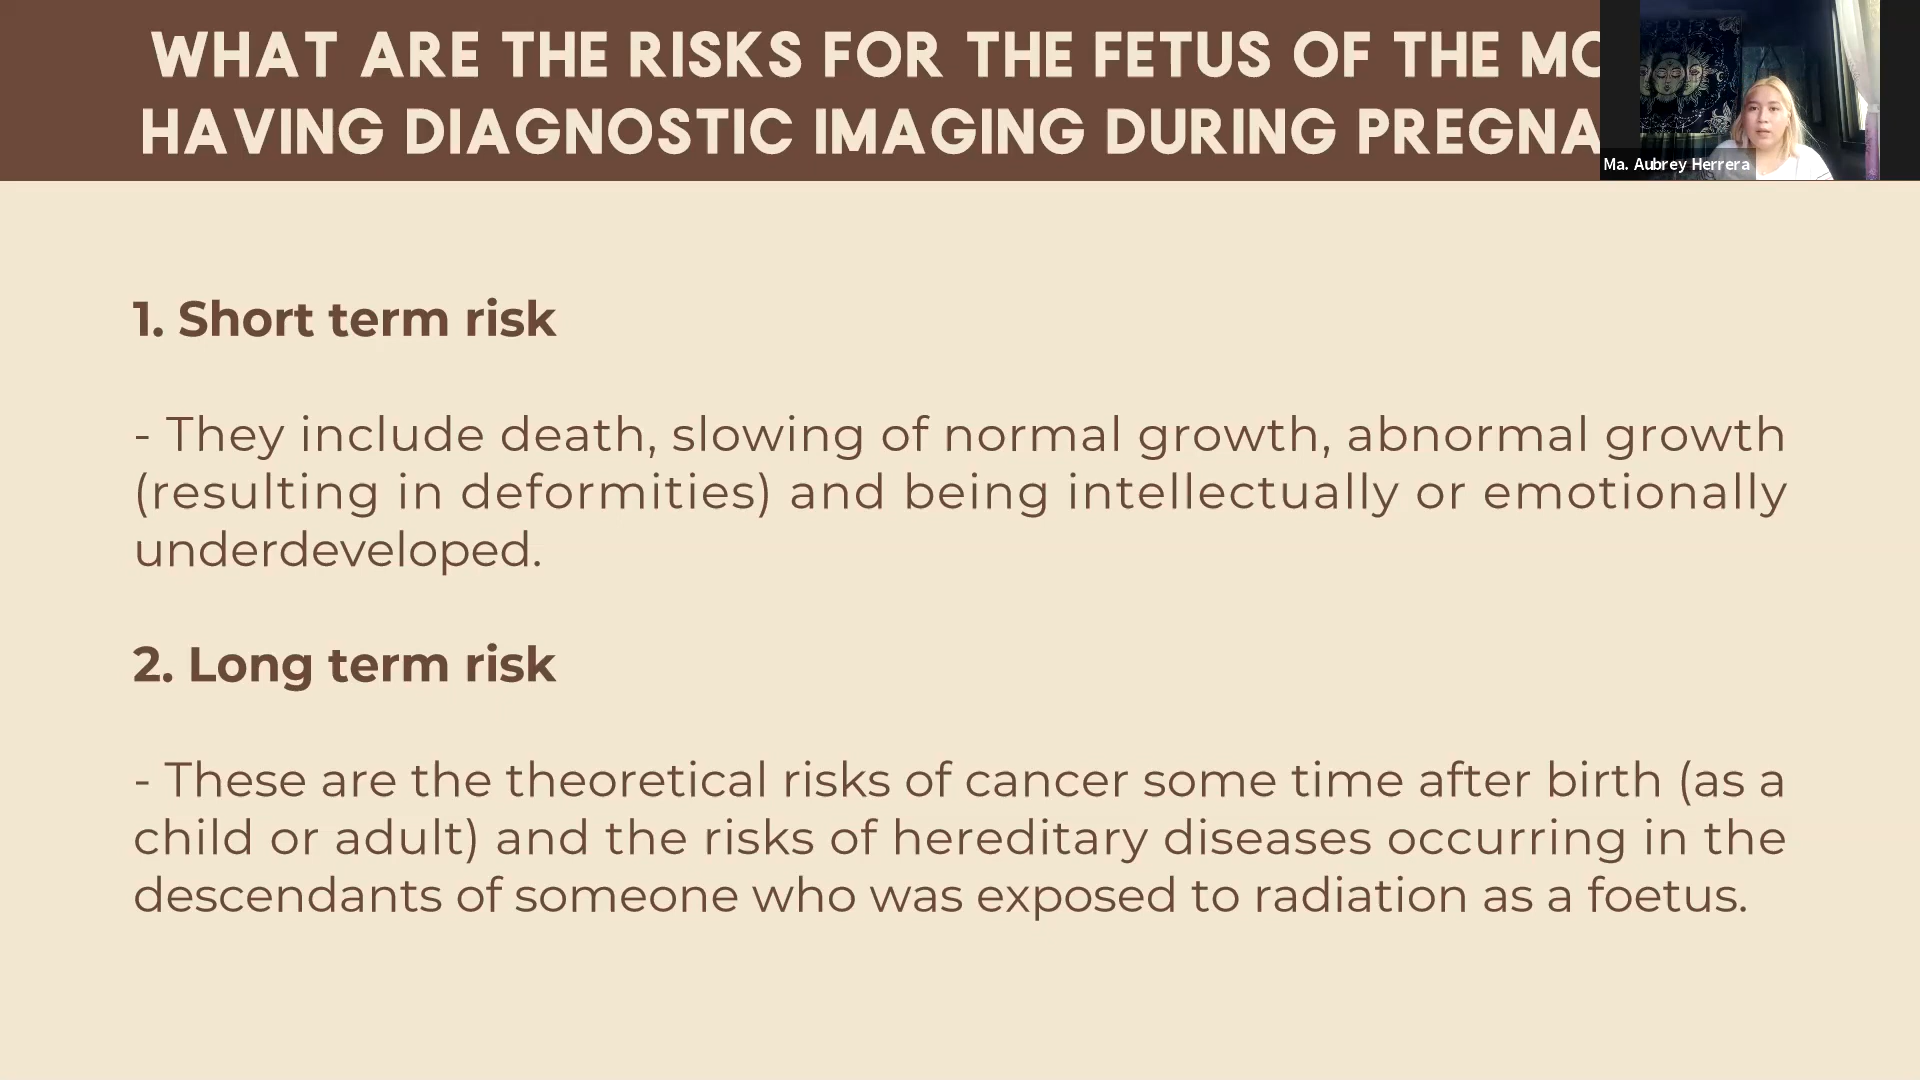 WHAT ARE THE RISKS FOR THE FETUS OF THE
HAVING DIAGNOSTIC IMAGING DURING
Ma. Aubrey Herrera
1. Short term risk
- They include death, slowing of normal growth, abnormal growth
(resulting in deformities) and being intellectually or emotionally
underdeveloped.
2. Long term risk
- These are the theoretical risks of cancer some time after birth (as a
child or adult) and the risks of hereditary diseases occurring in the
descendants of someone who was exposed to radiation as a foetus.